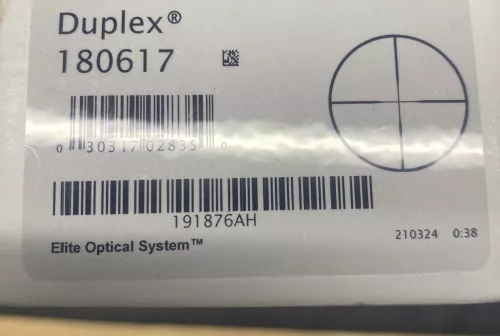 Duplex®
180617
0 30317 02835 0
191876AH
Elite Optical System™
210324 0:38